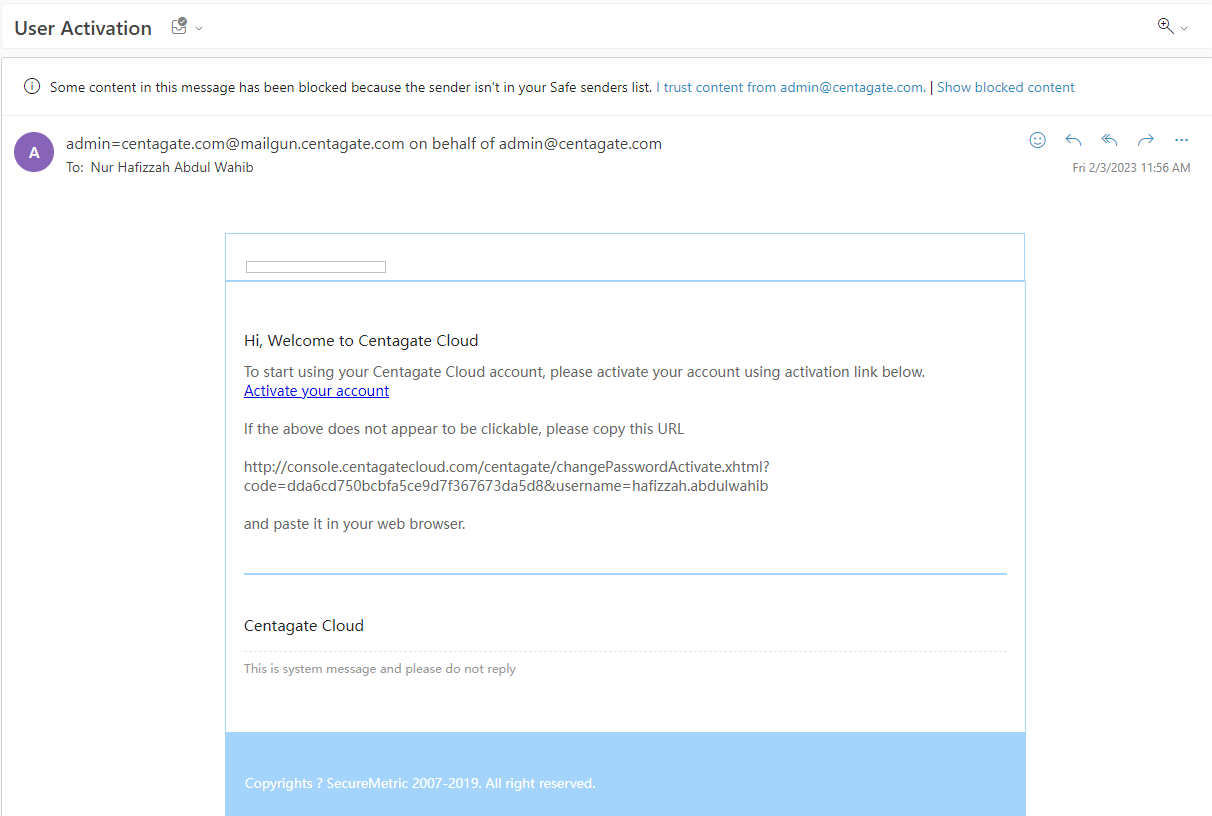 User Activation
Some content in this message has been blocked because the sender isn't in your Safe senders list. I trust content from admin@centagate.com. | Show blocked content
A
admin=centagate.com@mailgun.centagate.com on behalf of admin@centagate.com
To: Nur Hafizzah Abdul Wahib
Fri 2/3/2023 11:56 AM
Hi, Welcome to Centagate Cloud
To start using your Centagate Cloud account, please activate your account using activation link below.
Activate your account
If the above does not appear to be clickable, please copy this URL
http://console.centagatecloud.com/centagate/changePasswordActivate.xhtml?
code=dda6cd750bcbfa5ce9d7f367673da5d8&username=hafizzah.abdulwahib
and paste it in your web browser.
Centagate Cloud
This is system message and please do not reply
Copyrights ? SecureMetric 2007-2019. All right reserved.